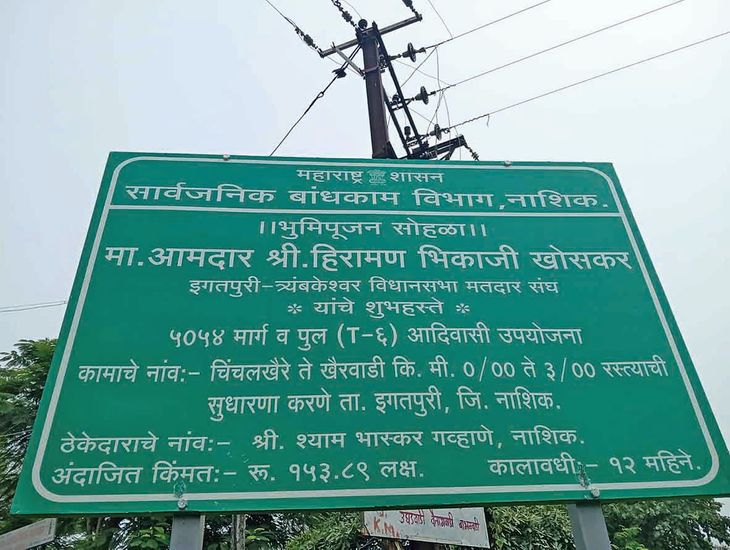 महाराष्ट्र शासन
सार्वजनिक बांधकाम विभाग,नाशिक.
।।भुमिपूजन सोहळा।।
मा.आमदार श्री.हिरामण भिकाजी खोसकर
इगतपुरी-त्र्यंबकेश्वर विधानसभा मतदार संघ
* यांचे शुभहस्ते *
५०५४ मार्ग व पुल (T-६) आदिवासी उपयोजना
कामाचे नांव:- चिंचलखैरे ते खैरवाडी कि. मी. ०/०० ते ३/०० रस्त्याची
सुधारणा करणे ता. इगतपुरी, जि. नाशिक.
ठेकेदाराचे नांव:- श्री. श्याम भास्कर गव्हाणे, नाशिक.
अंदाजित किंमत:- रू. १५३.८९ लक्ष. कालावधी:- १२ महिने.
K.M.